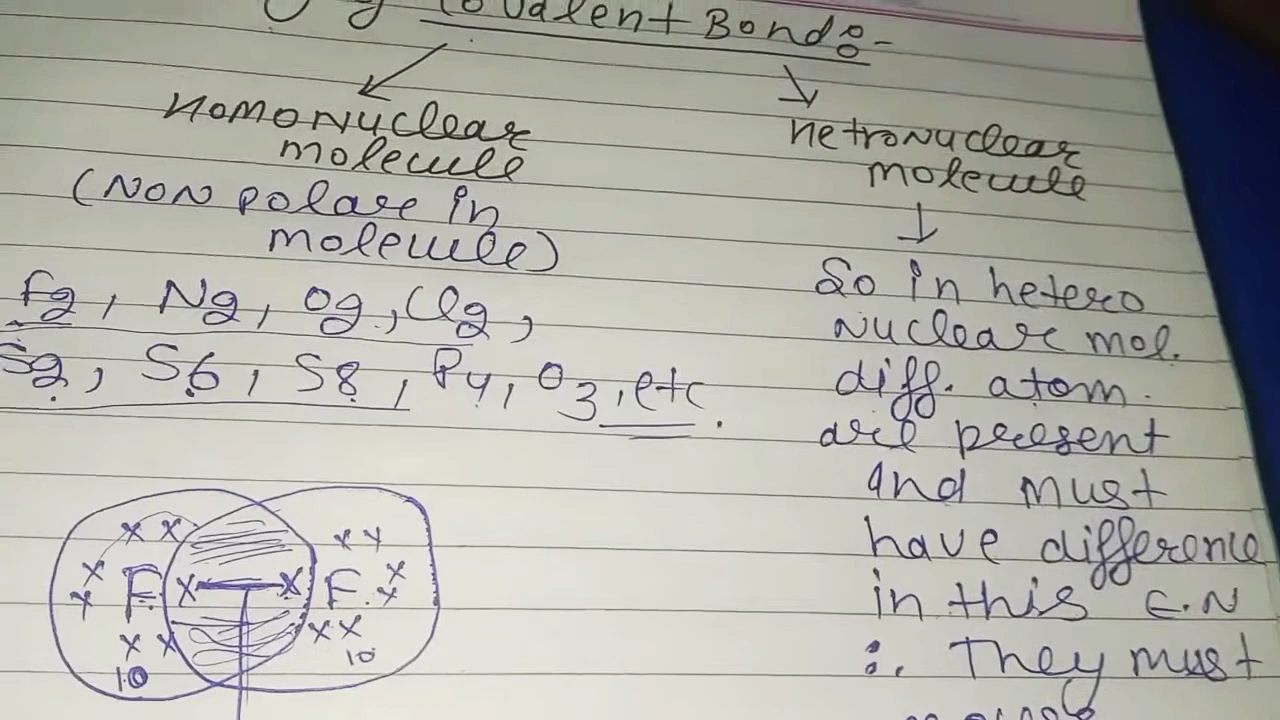 Covalent Bond :-
Homonuclear
molecule
(Non polar in
molecule)
F2, N2, O2, Cl2,
S2, S6, S8, P4, O3, etc.
Hetronuclear
molecule
So in hetero
nuclear mol.
diff. atom.
are present
and must
have difference
in this E.N
∴ They must
x x
x x
x F x x F. x
x x
x x x x
10 10